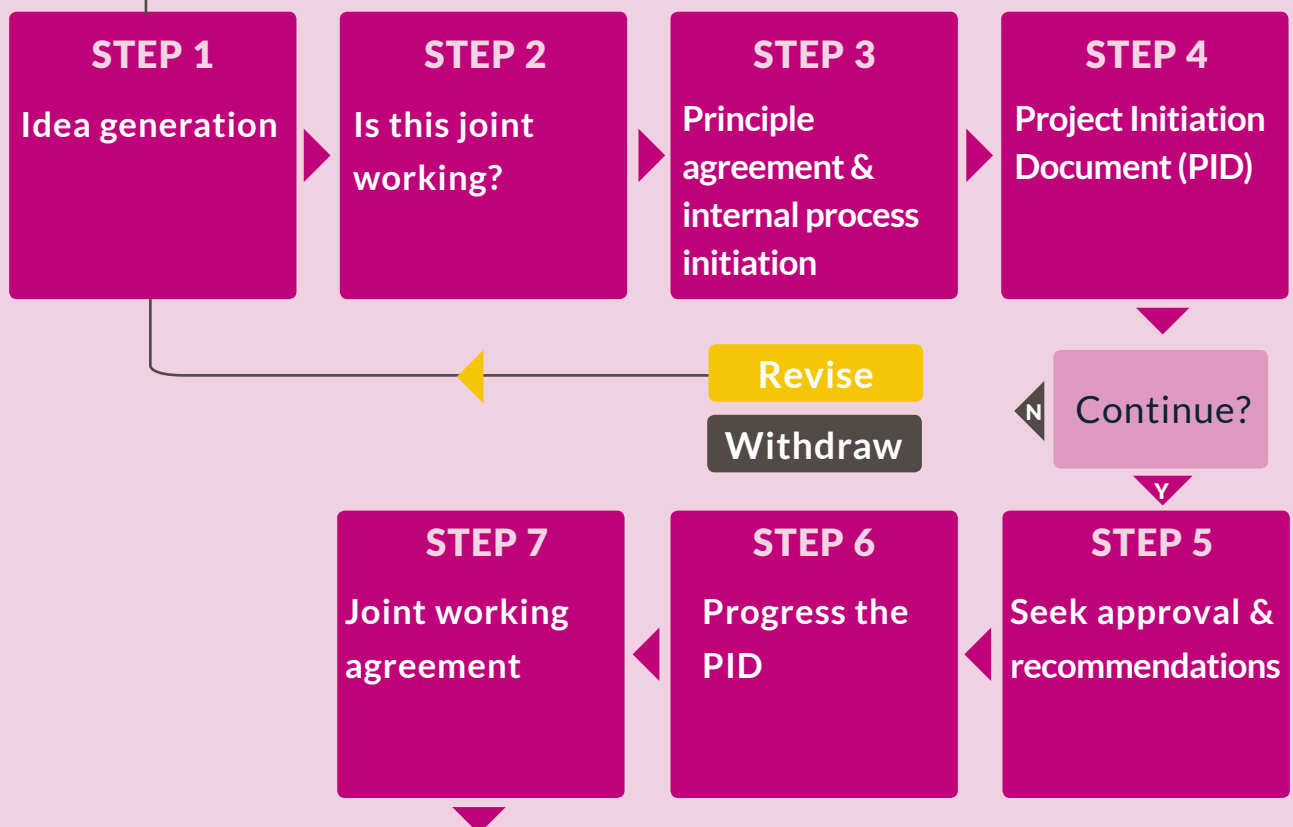 STEP 1
Idea generation
STEP 2
Is this joint
working?
STEP 3
Principle
agreement &
internal process
initiation
STEP 4
Project Initiation
Document (PID)
Continue?
N
Y
Revise
Withdraw
STEP 5
Seek approval &
recommendations
STEP 6
Progress the
PID
STEP 7
Joint working
agreement